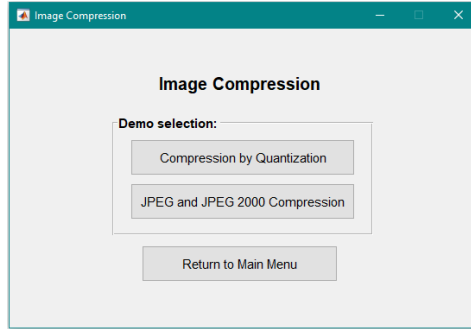 Image Compression
Image Compression
Demo selection:
Compression by Quantization
JPEG and JPEG 2000 Compression
Return to Main Menu